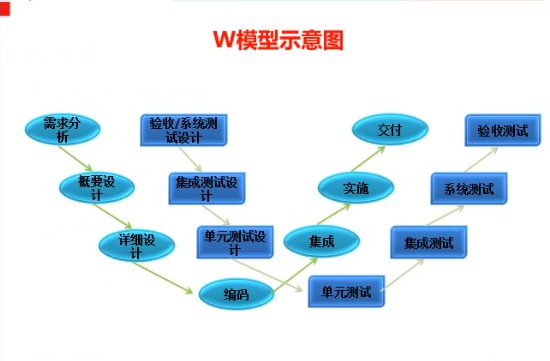 W模型示意图
需求分
析
验收/系统测
试设计
交付
验收测试
概要设
计
集成测试设
计
实施
系统测试
详细设
计
单元测试设
计
集成
集成测试
编码
单元测试